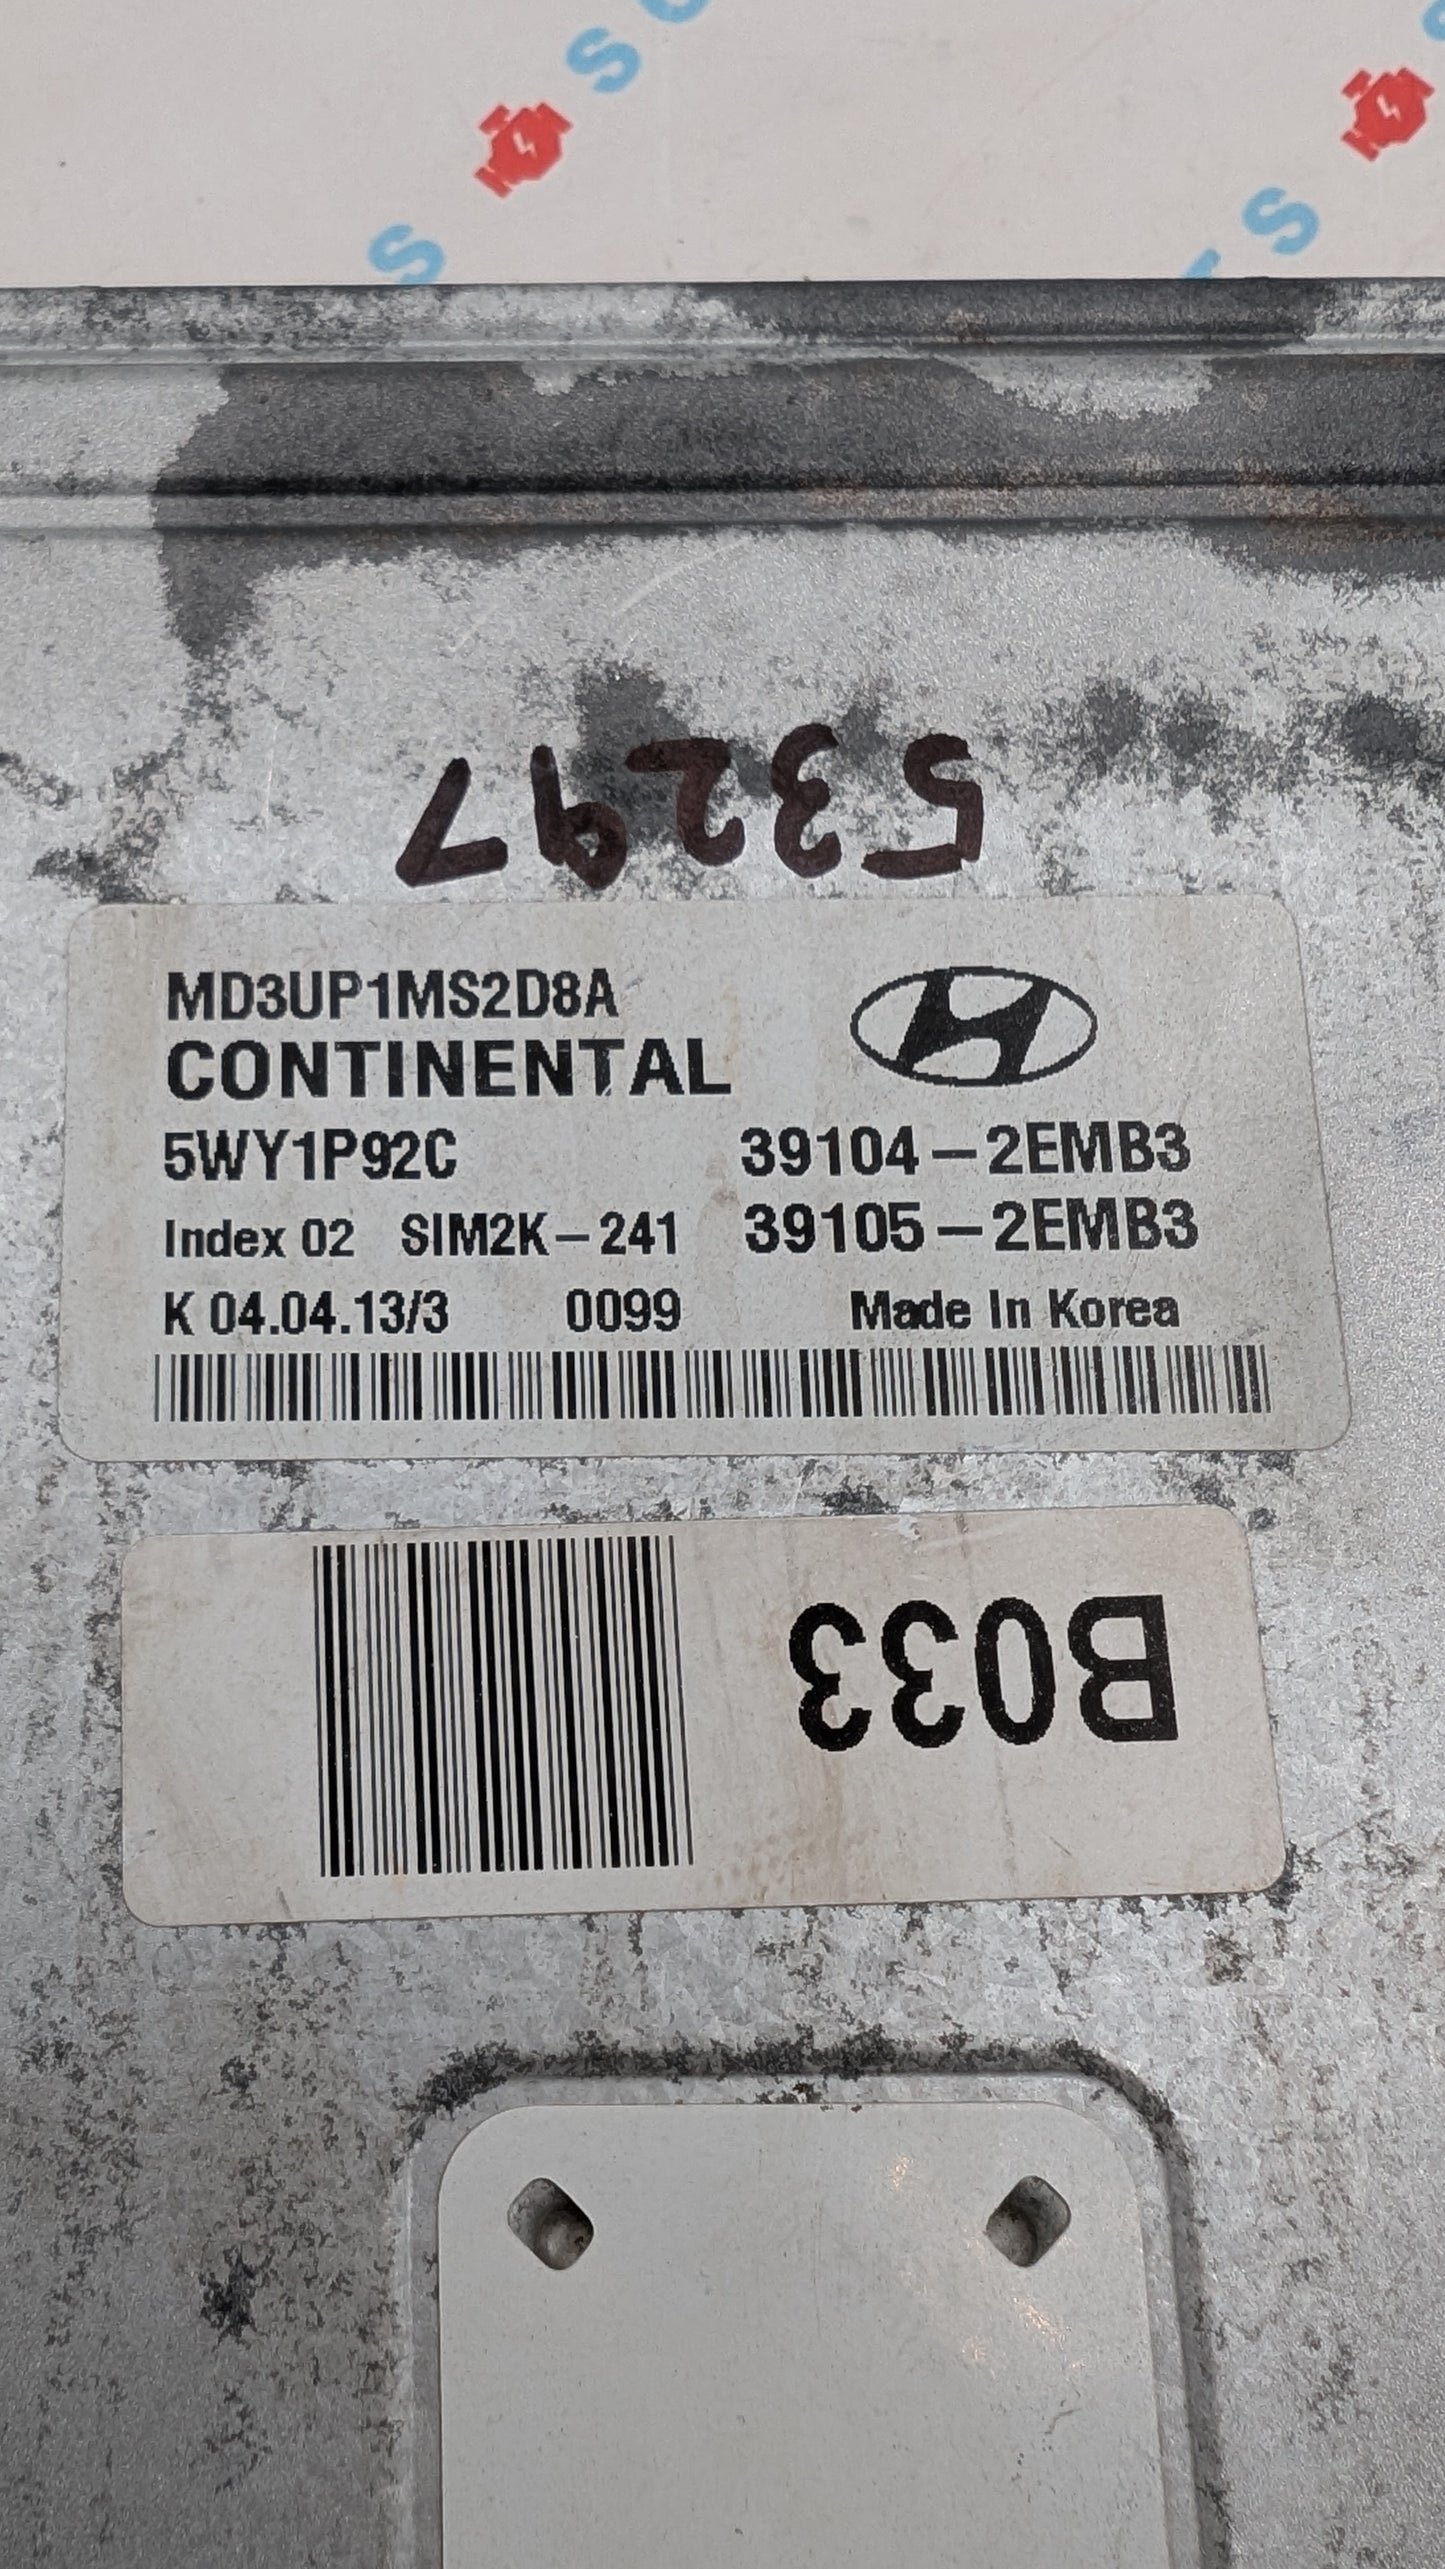 S
S
S
S
53297
MD3UP1MS2D8A
CONTINENTAL
5WY1P92C 39104-2EMB3
Index 02 SIM2K-241 39105-2EMB3
K 04.04.13/3 0099 Made In Korea
B033